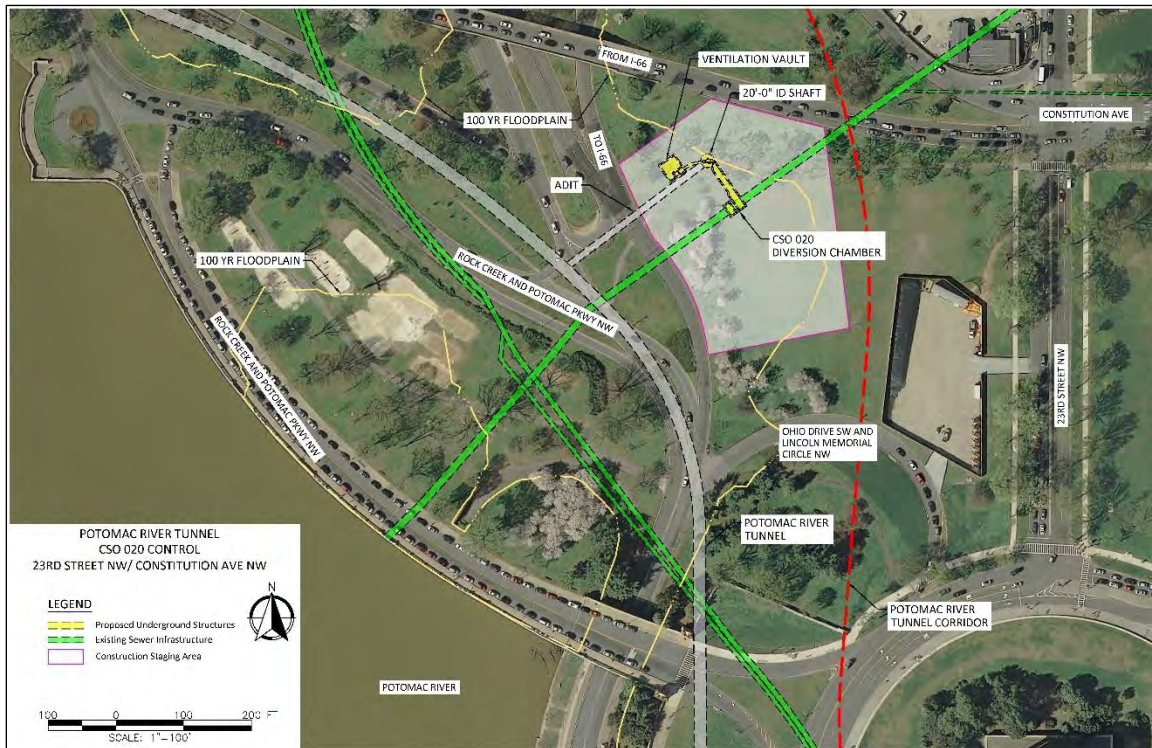 FROM I-66
VENTILATION VAULT
20'-0" ID SHAFT
100 YR FLOODPLAIN
CONSTITUTION AVE
TO I-66
ADIT
CSO 020
DIVERSION CHAMBER
100 YR FLOODPLAIN
ROCK CREEK AND POTOMAC PKWY NW
ROCK CREEK AND POTOMAC PKWY NW
23RD STREET NW
OHIO DRIVE SW AND
LINCOLN MEMORIAL
CIRCLE NW
POTOMAC RIVER
TUNNEL
POTOMAC RIVER
TUNNEL CORRIDOR
POTOMAC RIVER
POTOMAC RIVER TUNNEL
CSO 020 CONTROL
23RD STREET NW/ CONSTITUTION AVE NW
N
LEGEND
Proposed Underground Structures
Existing Sewer Infrastructure
Construction Staging Area
100 0 100 200 FT
SCALE: 1"-100'